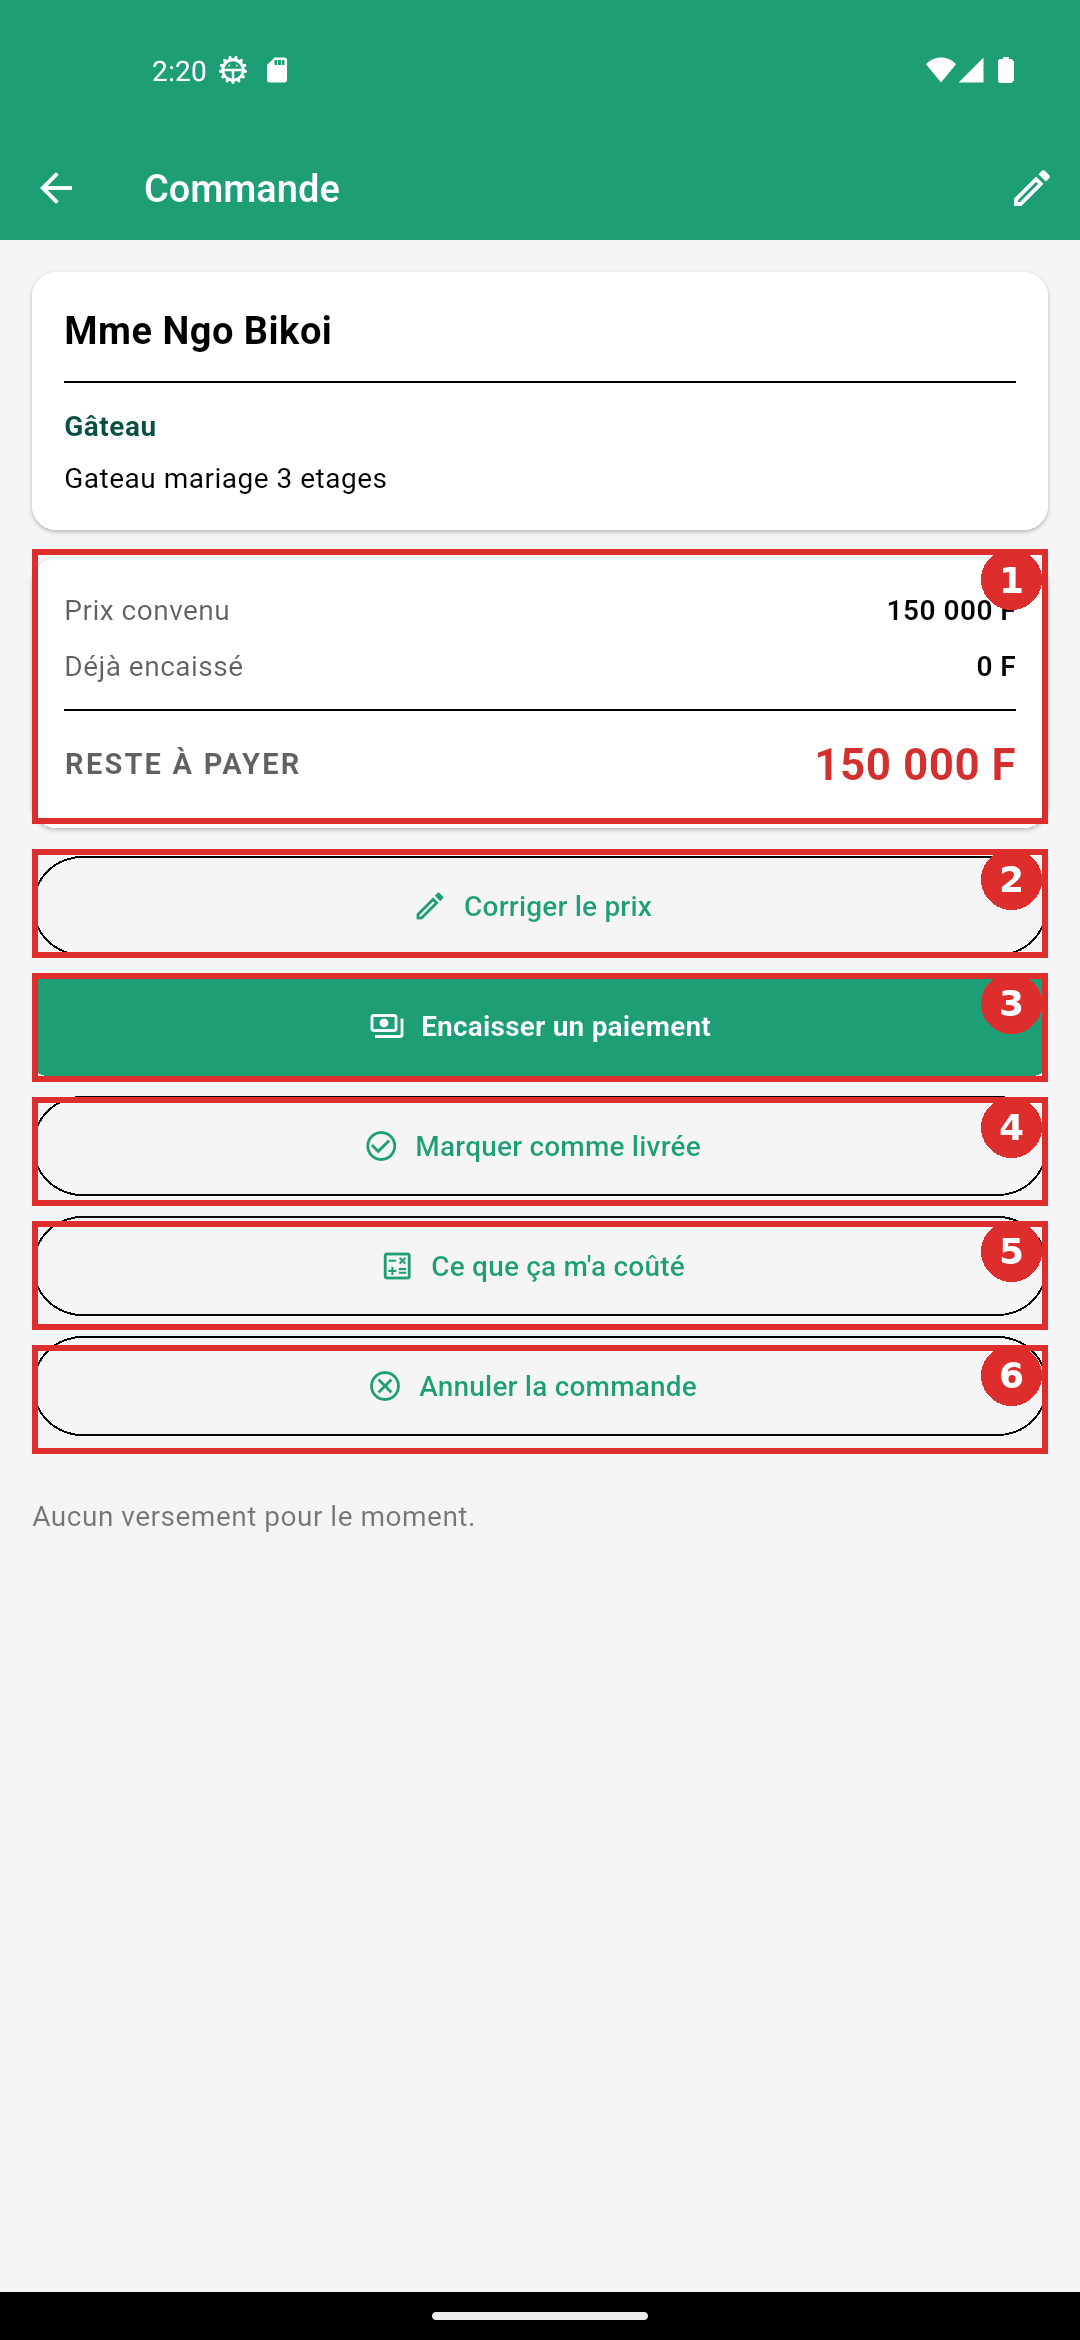 2:20
Commande
Mme Ngo Bikoi
Gâteau
Gateau mariage 3 etages
1
Prix convenu 150 000 F
Déjà encaissé 0 F
RESTE À PAYER 150 000 F
2
Corriger le prix
3
Encaisser un paiement
4
Marquer comme livrée
5
Ce que ça m'a coûté
6
Annuler la commande
Aucun versement pour le moment.